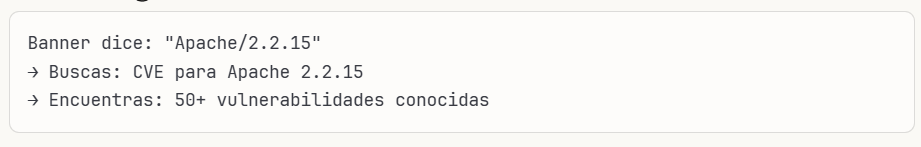 Banner dice: "Apache/2.2.15"
→ Buscas: CVE para Apache 2.2.15
→ Encuentras: 50+ vulnerabilidades conocidas